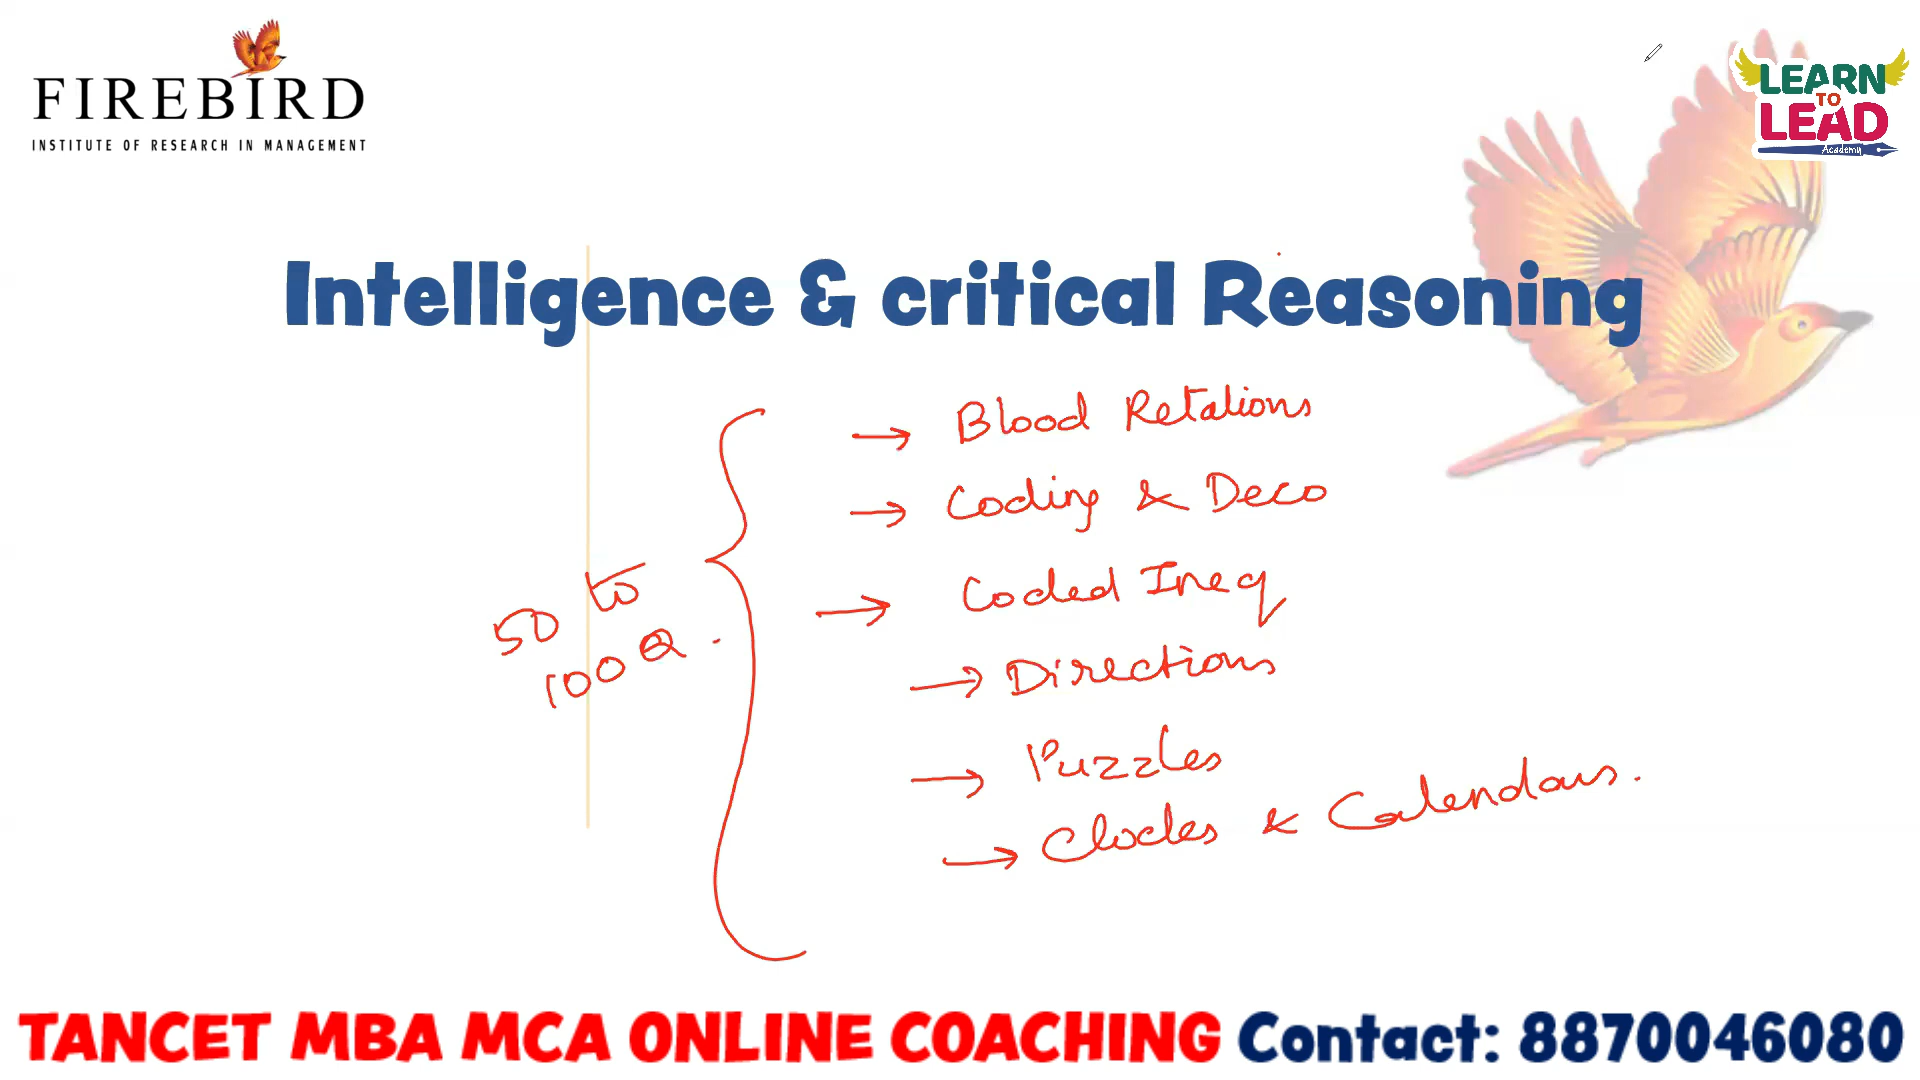 FIREBIRD
INSTITUTE OF RESEARCH IN MANAGEMENT
LEARN
TO
LEAD
Academy
Intelligence & critical Reasoning
→ Blood Relations
→ Coding & Deco
→ Coded Ineq
→ Directions
→ Puzzles
→ Clocks & Calendars.
50 to
100 Q.
TANCET MBA MCA ONLINE COACHING Contact: 8870046080